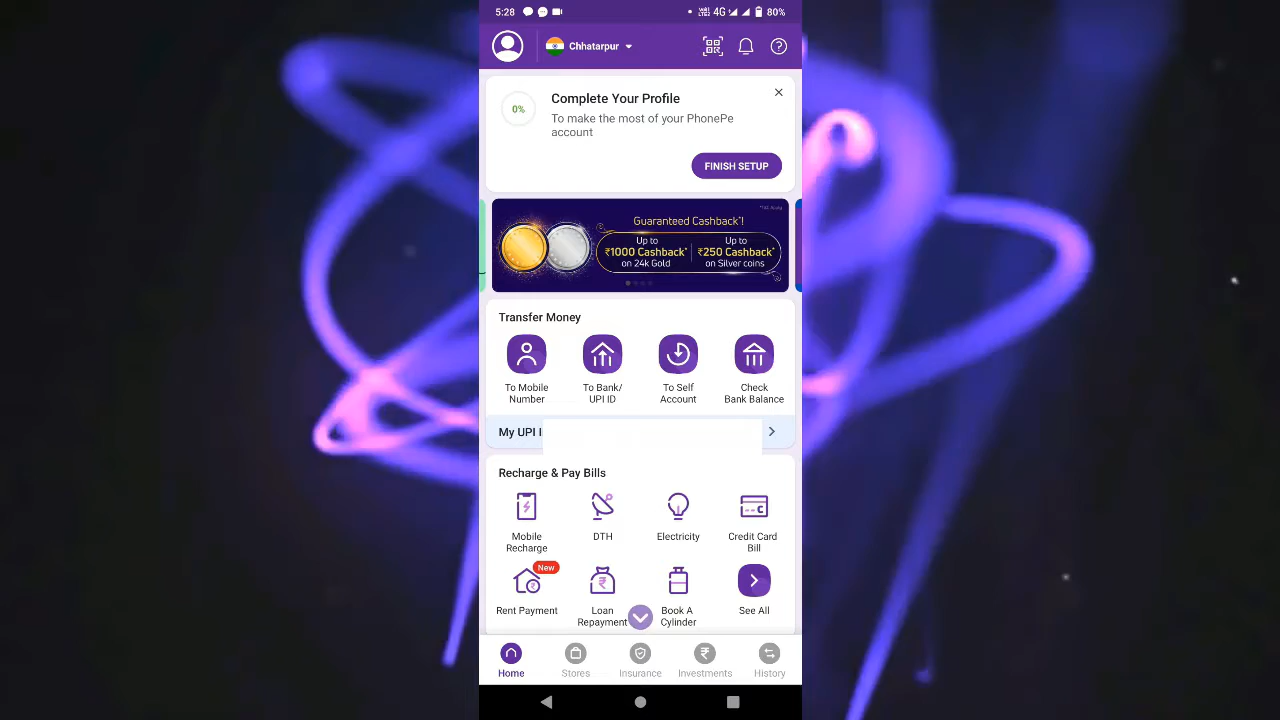 5:28
4G
80%
Chhatarpur
0%
Complete Your Profile
To make the most of your PhonePe
account
FINISH SETUP
Guaranteed Cashback*!
Up to
₹1000 Cashback*
on 24k Gold
Up to
₹250 Cashback*
on Silver coins
Transfer Money
To Mobile
Number
To Bank/
UPI ID
To Self
Account
Check
Bank Balance
My UPI
Recharge & Pay Bills
Mobile
Recharge
DTH
Electricity
Credit Card
Bill
New
Rent Payment
Loan
Repayment
Book A
Cylinder
See All
Home
Stores
Insurance
Investments
History